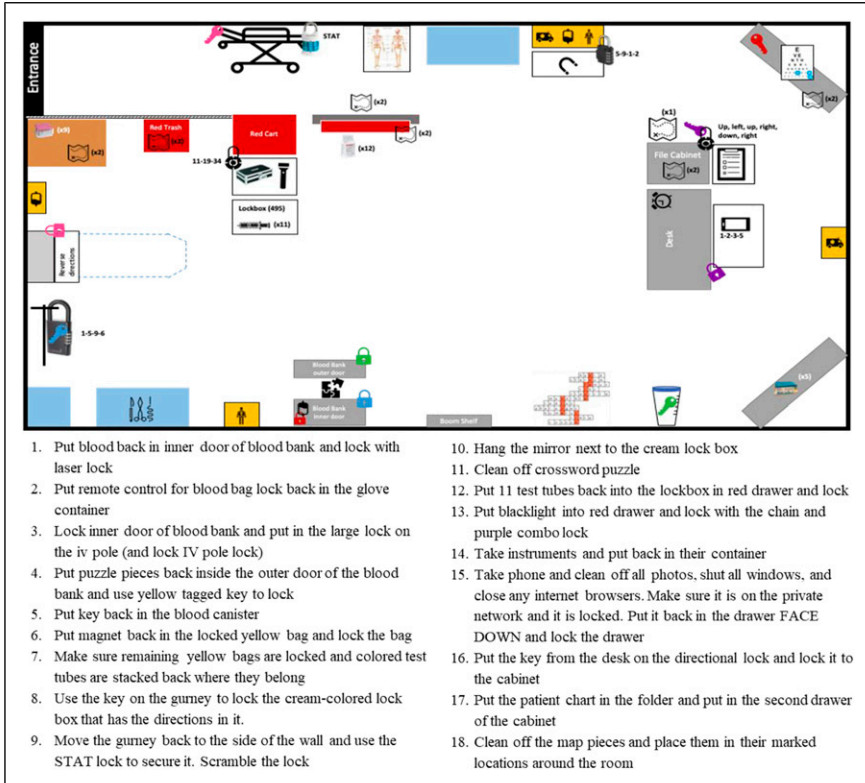 Entrance
STAT
5-9-1-2
E
(x2)
(x9)
(x2)
Red Trash
(x2)
Red Cart
(x2)
(x12)
(x1)
Up, left, up, right,
down, right
File Cabinet
(x2)
11-19-34
Lockbox (495)
(x11)
Desk
1-2-3-5
Reverse
directions
1-5-9-6
Blood Bank
outer door
Blood Bank
inner door
Boom Shelf
(x5)
1. Put blood back in inner door of blood bank and lock with
laser lock
2. Put remote control for blood bag lock back in the glove
container
3. Lock inner door of blood bank and put in the large lock on
the iv pole (and lock IV pole lock)
4. Put puzzle pieces back inside the outer door of the blood
bank and use yellow tagged key to lock
5. Put key back in the blood canister
6. Put magnet back in the locked yellow bag and lock the bag
7. Make sure remaining yellow bags are locked and colored test
tubes are stacked back where they belong
8. Use the key on the gurney to lock the cream-colored lock
box that has the directions in it.
9. Move the gurney back to the side of the wall and use the
STAT lock to secure it. Scramble the lock
10. Hang the mirror next to the cream lock box
11. Clean off crossword puzzle
12. Put 11 test tubes back into the lockbox in red drawer and lock
13. Put blacklight into red drawer and lock with the chain and
purple combo lock
14. Take instruments and put back in their container
15. Take phone and clean off all photos, shut all windows, and
close any internet browsers. Make sure it is on the private
network and it is locked. Put it back in the drawer FACE
DOWN and lock the drawer
16. Put the key from the desk on the directional lock and lock it to
the cabinet
17. Put the patient chart in the folder and put in the second drawer
of the cabinet
18. Clean off the map pieces and place them in their marked
locations around the room